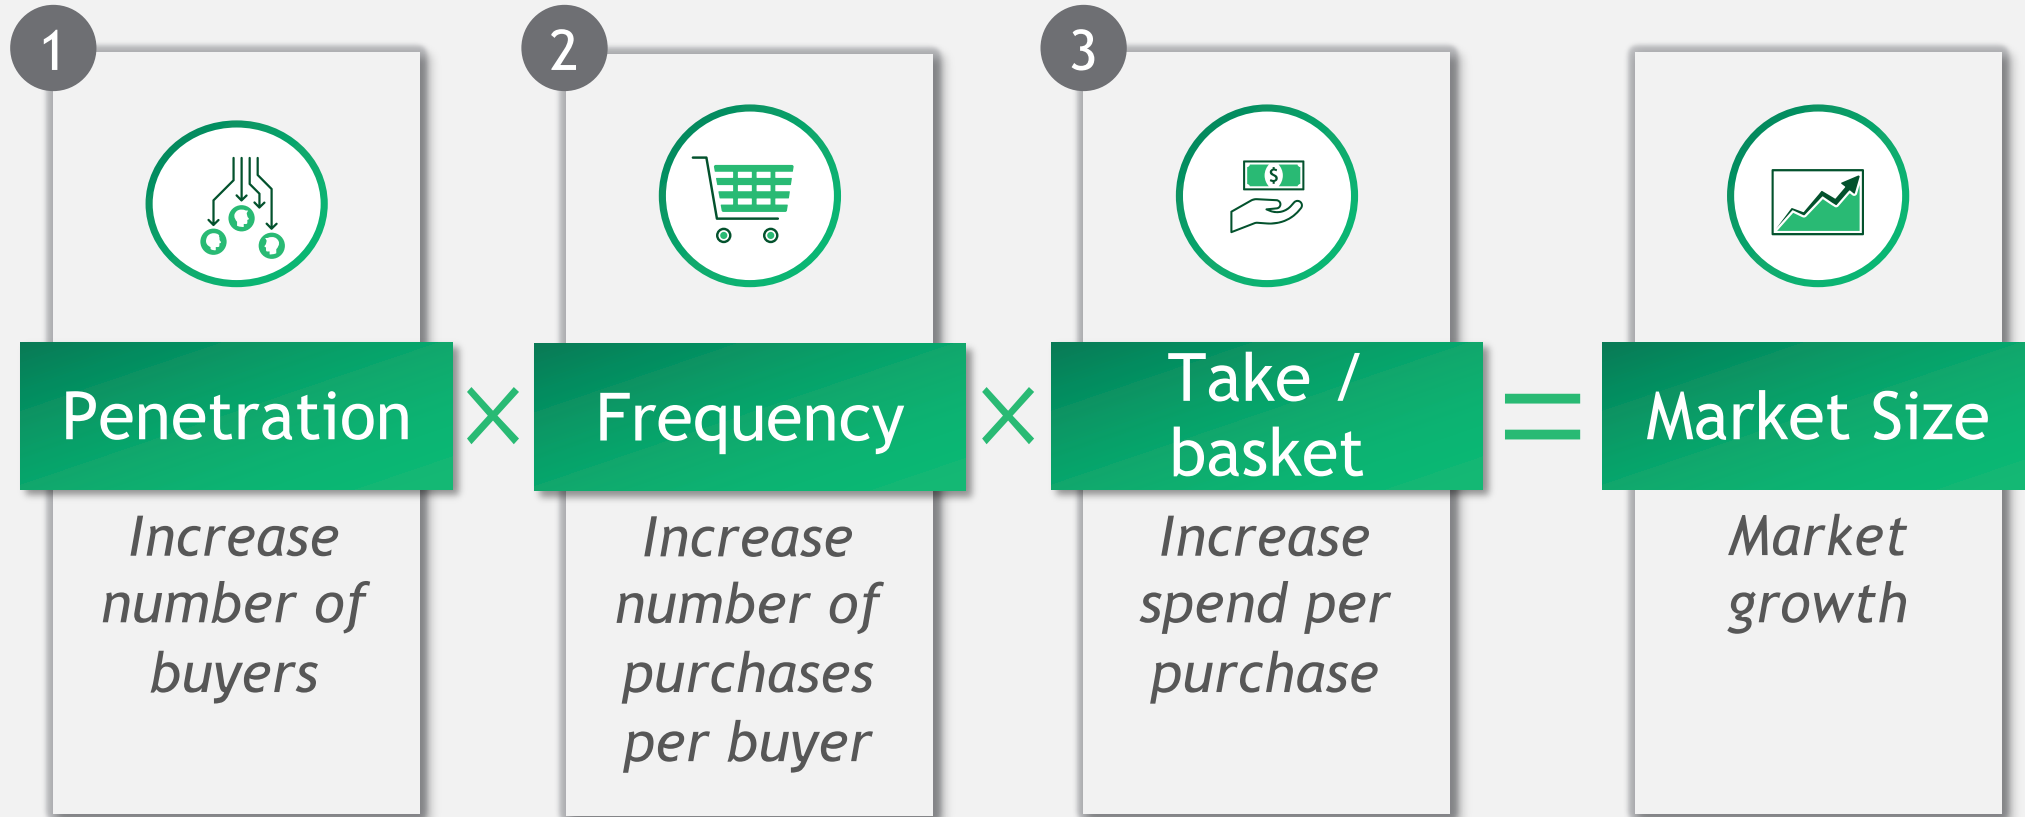 1
Penetration
Increase
number of
buyers
×
2
Frequency
Increase
number of
purchases
per buyer
×
3
$
Take /
basket
Increase
spend per
purchase
=
Market Size
Market
growth